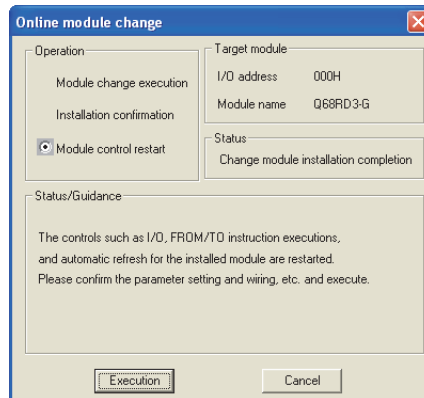 Online module change
Operation
Module change execution
Installation confirmation
Module control restart
Target module
I/O address 000H
Module name Q68RD3-G
Status
Change module installation completion
Status/Guidance
The controls such as I/O, FROM/TO instruction executions,
and automatic refresh for the installed module are restarted.
Please confirm the parameter setting and wiring, etc. and execute.
Execution Cancel